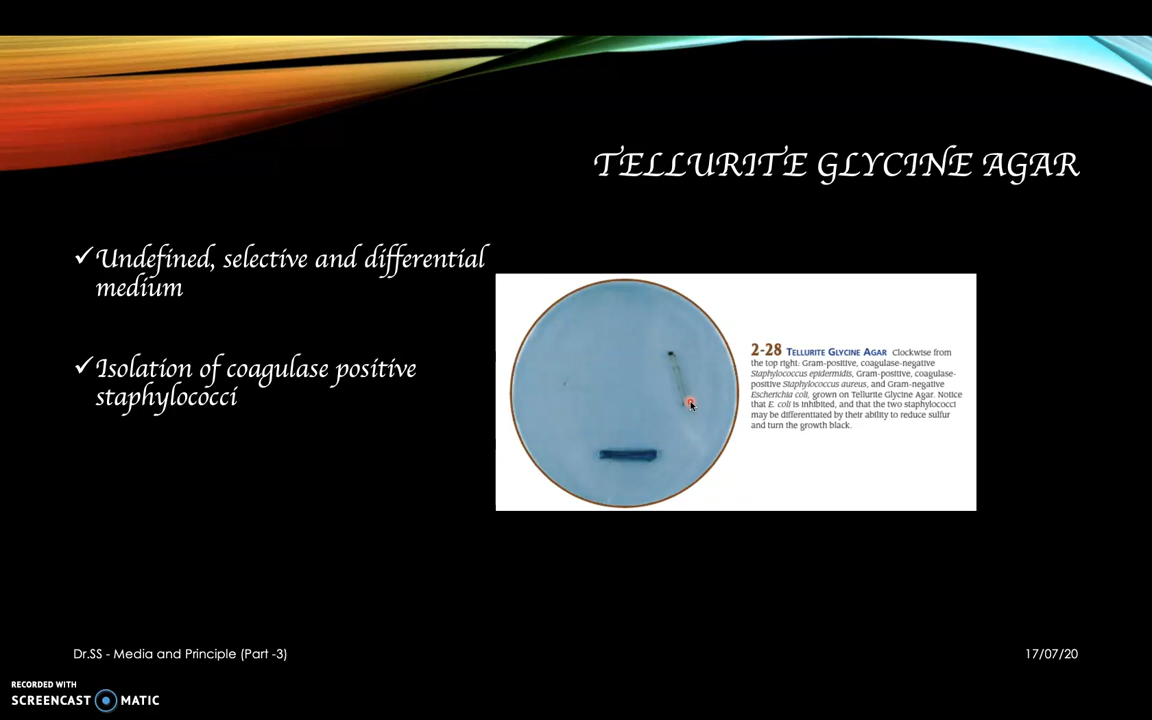 TELLURITE GLYCINE AGAR
✓Undefined, selective and differential
medium
✓Isolation of coagulase positive
staphylococci
2-28 TELLURITE GLYCINE AGAR Clockwise from
the top right: Gram-positive, coagulase-negative
Staphylococcus epidermidis, Gram-positive, coagulase-
positive Staphylococcus aureus, and Gram-negative
Escherichia coli, grown on Tellurite Glycine Agar. Notice
that E. coli is inhibited, and that the two staphylococci
may be differentiated by their ability to reduce sulfur
and turn the growth black.
Dr.SS - Media and Principle (Part -3)
17/07/20
RECORDED WITH
SCREENCAST MATIC